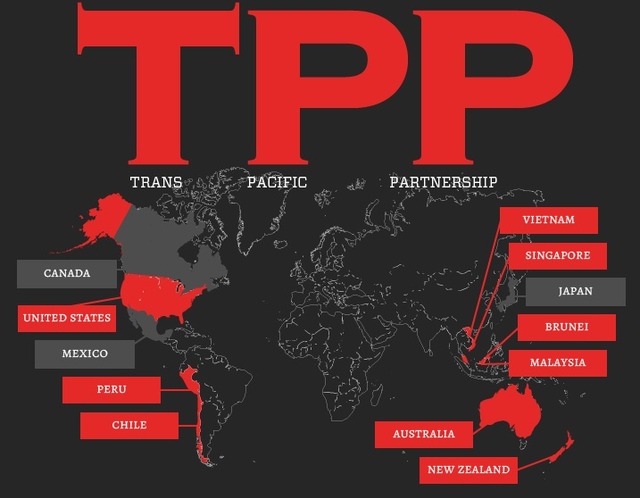 TPP
TRANS PACIFIC PARTNERSHIP
VIETNAM
SINGAPORE
CANADA
JAPAN
UNITED STATES
BRUNEI
MEXICO
MALAYSIA
PERU
CHILE
AUSTRALIA
NEW ZEALAND